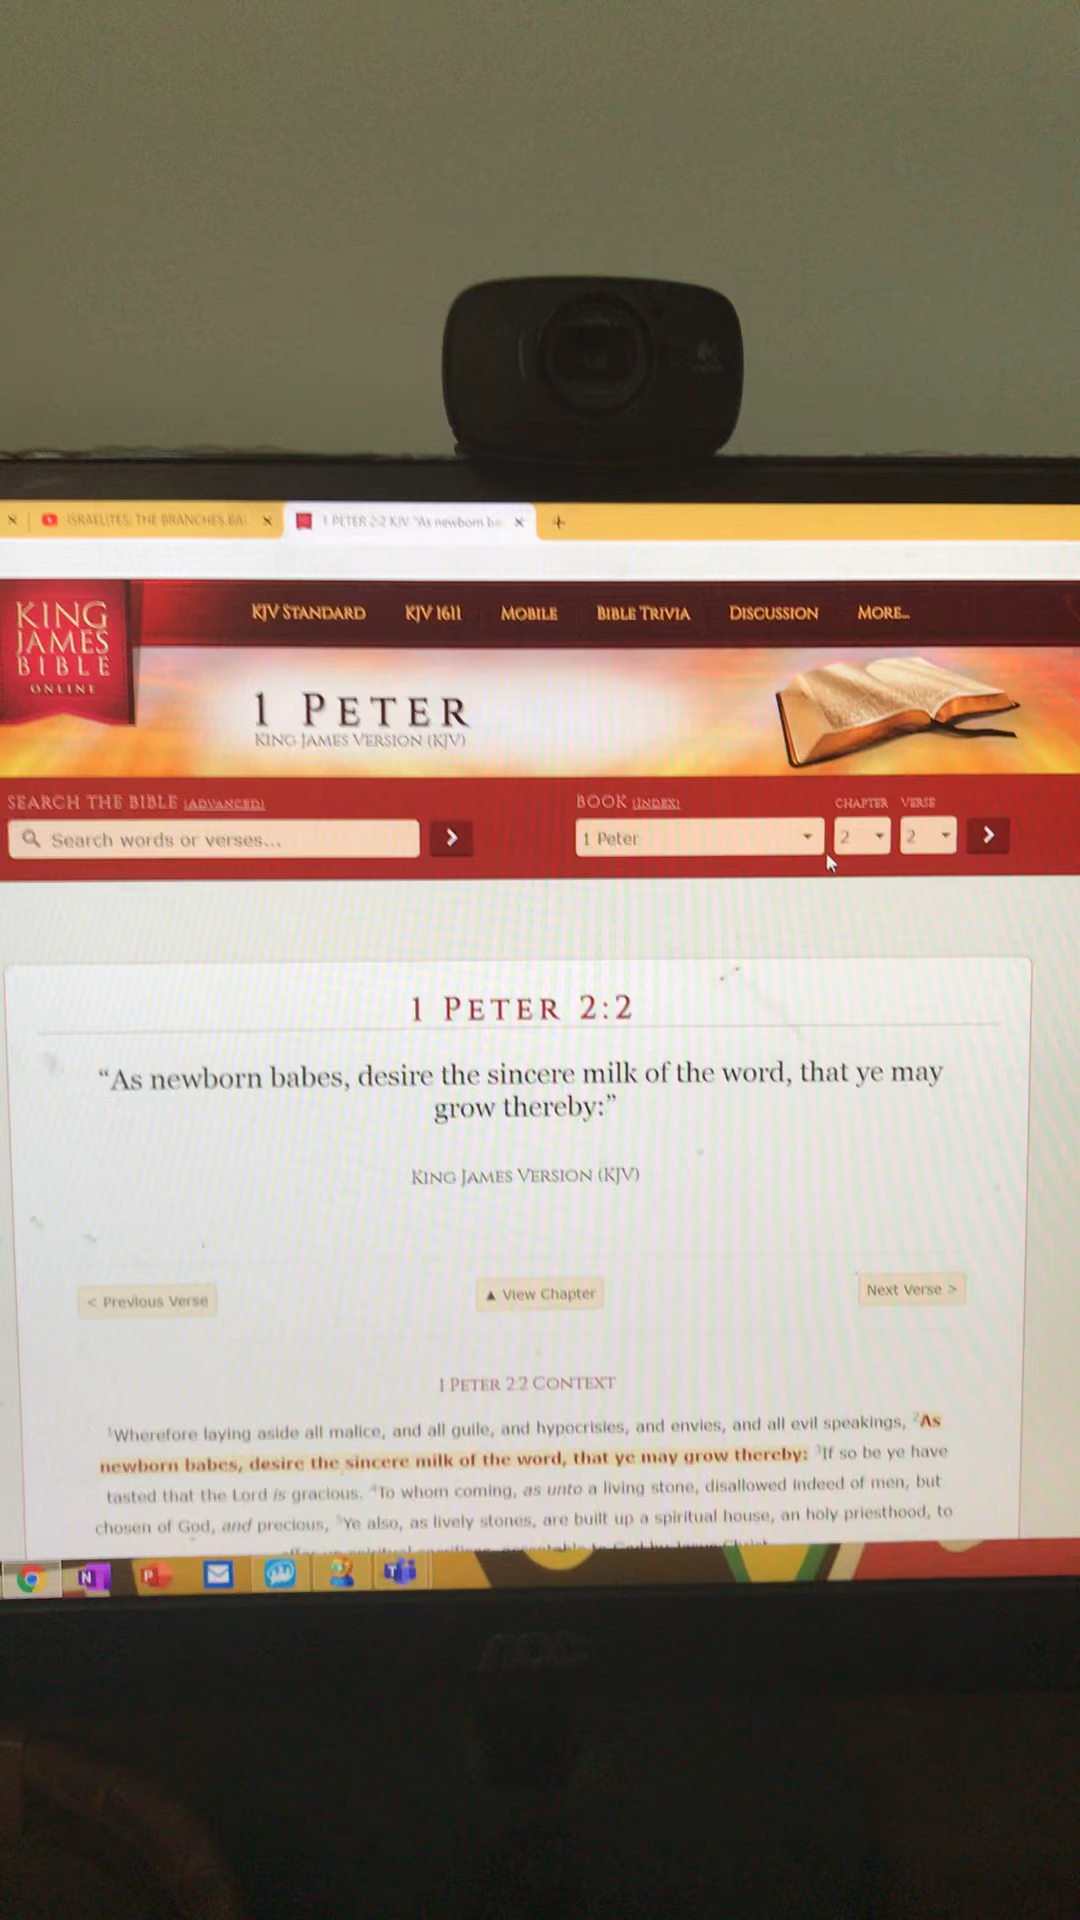 ISRAELITES: THE BRANCHES
1 PETER 2:2 KJV "As newborn ba
KING
JAMES
BIBLE
ONLINE
KJV STANDARD KJV 1611 MOBILE BIBLE TRIVIA DISCUSSION MORE...
1 PETER
KING JAMES VERSION (KJV)
SEARCH THE BIBLE (ADVANCED) BOOK (INDEX) CHAPTER VERSE
Search words or verses... 1 Peter 2 2
1 PETER 2:2
“As newborn babes, desire the sincere milk of the word, that ye may
grow thereby:”
KING JAMES VERSION (KJV)
< Previous Verse ▲ View Chapter Next Verse >
1 PETER 2:2 CONTEXT
1Wherefore laying aside all malice, and all guile, and hypocrisies, and envies, and all evil speakings, 2As
newborn babes, desire the sincere milk of the word, that ye may grow thereby: 3If so be ye have
tasted that the Lord is gracious. 4To whom coming, as unto a living stone, disallowed indeed of men, but
chosen of God, and precious, 5Ye also, as lively stones, are built up a spiritual house, an holy priesthood, to
AOC